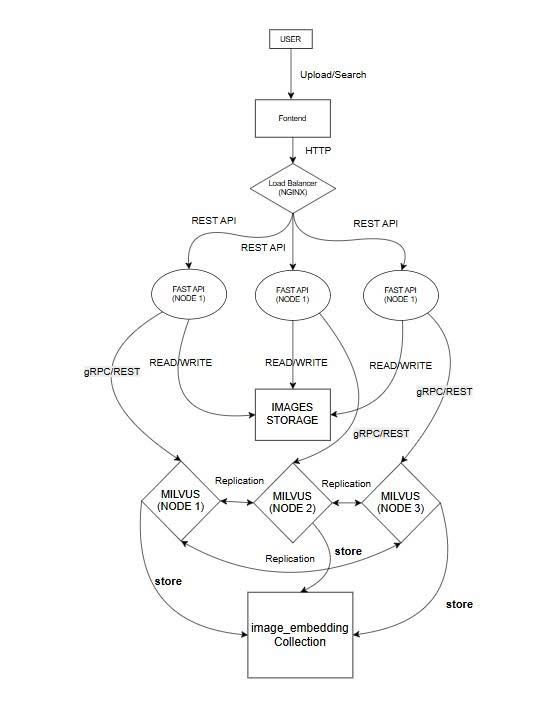 USER
Upload/Search
Fontend
HTTP
Load Balancer
(NGINX)
REST API
REST API
REST API
FAST API
(NODE 1)
FAST API
(NODE 1)
FAST API
(NODE 1)
READ/WRITE
READ/WRITE
READ/WRITE
gRPC/REST
gRPC/REST
IMAGES
STORAGE
gRPC/REST
Replication
Replication
MILVUS
(NODE 1)
MILVUS
(NODE 2)
MILVUS
(NODE 3)
Replication
store
store
store
image_embedding
Collection